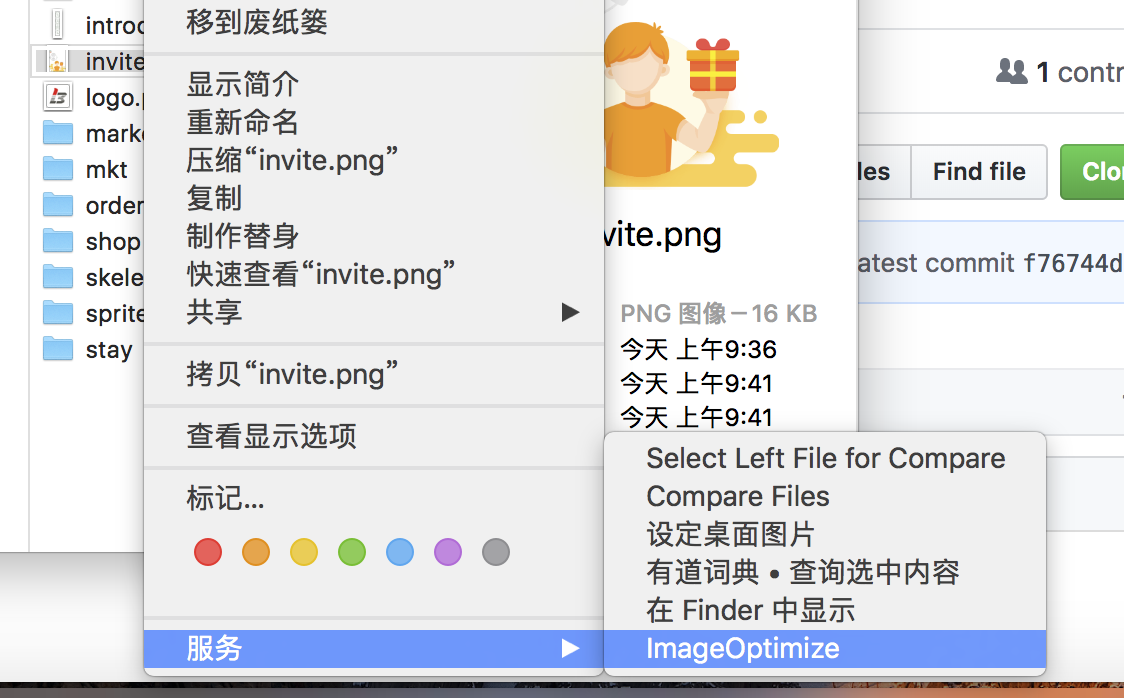 introd
invite
logo.p
marke
mkt
order
shop
skele
sprite
stay
移到废纸篓
显示简介
重新命名
压缩“invite.png”
复制
制作替身
快速查看“invite.png”
共享
拷贝“invite.png”
查看显示选项
标记...
服务
vite.png
PNG 图像 – 16 KB
今天 上午9:36
今天 上午9:41
今天 上午9:41
Select Left File for Compare
Compare Files
设定桌面图片
有道词典 • 查询选中内容
在 Finder 中显示
ImageOptimize
1 contr
les
Find file
Clon
atest commit f76744d